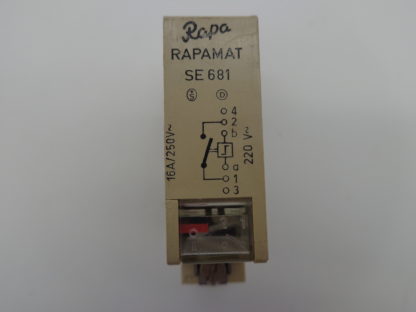 Rapa
RAPAMAT
SE 681
S D
4
2
b
16A/250V~
220 V~
a
1
3